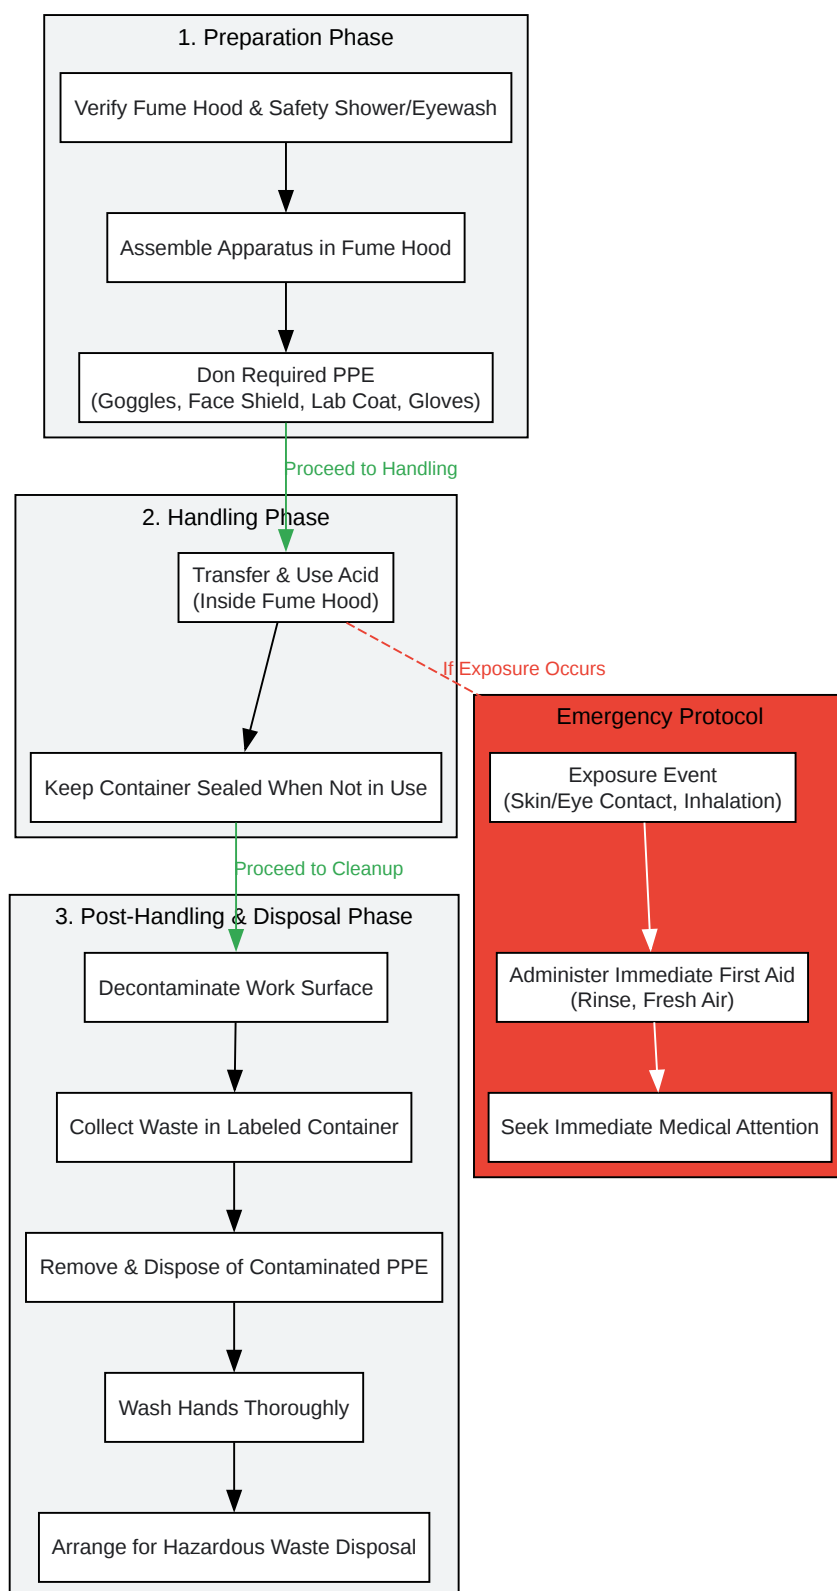 1. Preparation Phase
Verify Fume Hood & Safety Shower/Eyewash
Assemble Apparatus in Fume Hood
Don Required PPE
(Goggles, Face Shield, Lab Coat, Gloves)
Proceed to Handling
2. Handling Phase
Transfer & Use Acid
(Inside Fume Hood)
If Exposure Occurs
Keep Container Sealed When Not in Use
Emergency Protocol
Exposure Event
(Skin/Eye Contact, Inhalation)
Administer Immediate First Aid
(Rinse, Fresh Air)
Seek Immediate Medical Attention
Proceed to Cleanup
3. Post-Handling & Disposal Phase
Decontaminate Work Surface
Collect Waste in Labeled Container
Remove & Dispose of Contaminated PPE
Wash Hands Thoroughly
Arrange for Hazardous Waste Disposal